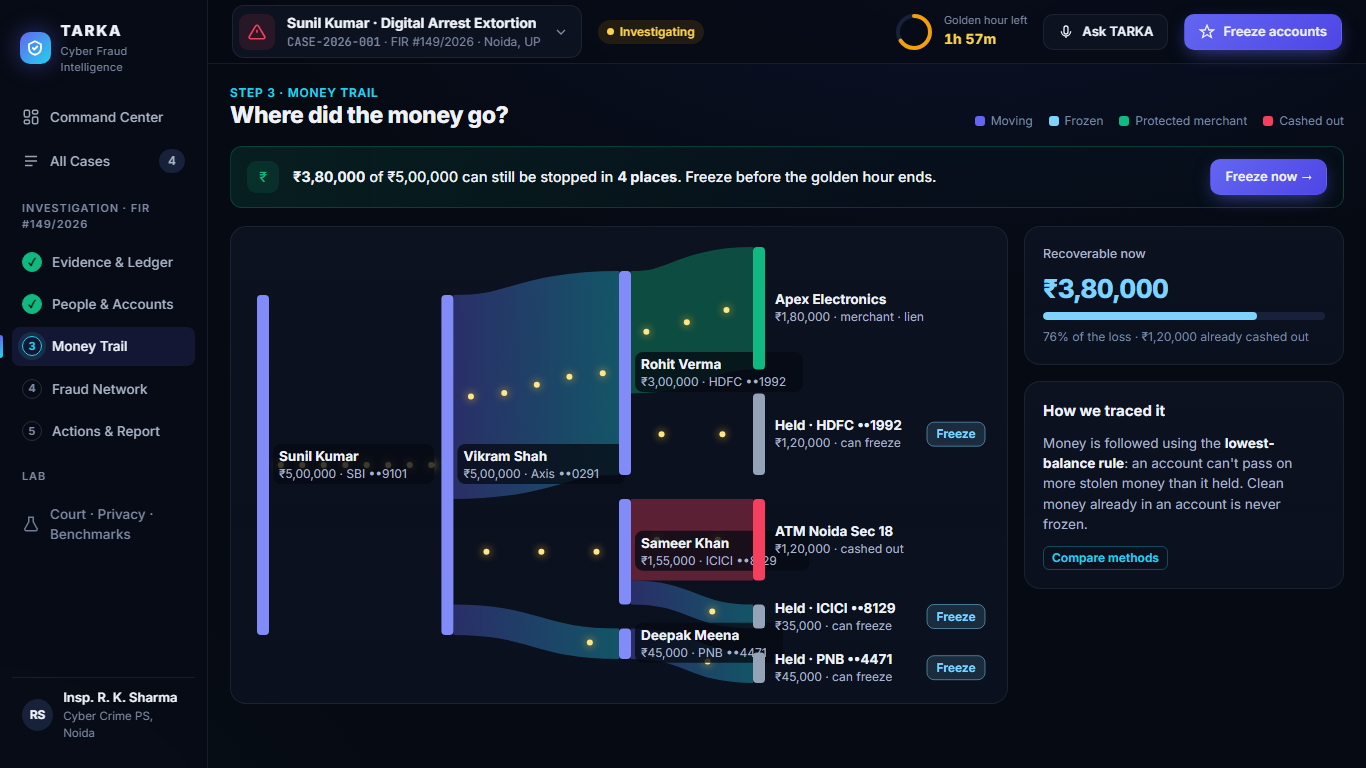 TARKA
Cyber Fraud
Intelligence
Command Center
All Cases
4
INVESTIGATION · FIR
#149/2026
✓
Evidence & Ledger
✓
People & Accounts
3
Money Trail
4
Fraud Network
5
Actions & Report
LAB
Court · Privacy ·
Benchmarks
RS
Insp. R. K. Sharma
Cyber Crime PS,
Noida
Sunil Kumar · Digital Arrest Extortion
CASE-2026-001 · FIR #149/2026 · Noida, UP
Investigating
Golden hour left
1h 57m
Ask TARKA
Freeze accounts
STEP 3 · MONEY TRAIL
Where did the money go?
Moving
Frozen
Protected merchant
Cashed out
₹
₹3,80,000 of ₹5,00,000 can still be stopped in 4 places. Freeze before the golden hour ends.
Freeze now →
Sunil Kumar
₹5,00,000 · SBI ••9101
Vikram Shah
₹5,00,000 · Axis ••0291
Rohit Verma
₹3,00,000 · HDFC ••1992
Sameer Khan
₹1,55,000 · ICICI ••8129
Deepak Meena
₹45,000 · PNB ••4471
Apex Electronics
₹1,80,000 · merchant · lien
Held · HDFC ••1992
₹1,20,000 · can freeze
Freeze
ATM Noida Sec 18
₹1,20,000 · cashed out
Held · ICICI ••8129
₹35,000 · can freeze
Freeze
Held · PNB ••4471
₹45,000 · can freeze
Freeze
Recoverable now
₹3,80,000
76% of the loss · ₹1,20,000 already cashed out
How we traced it
Money is followed using the lowest-
balance rule: an account can't pass on
more stolen money than it held. Clean
money already in an account is never
frozen.
Compare methods